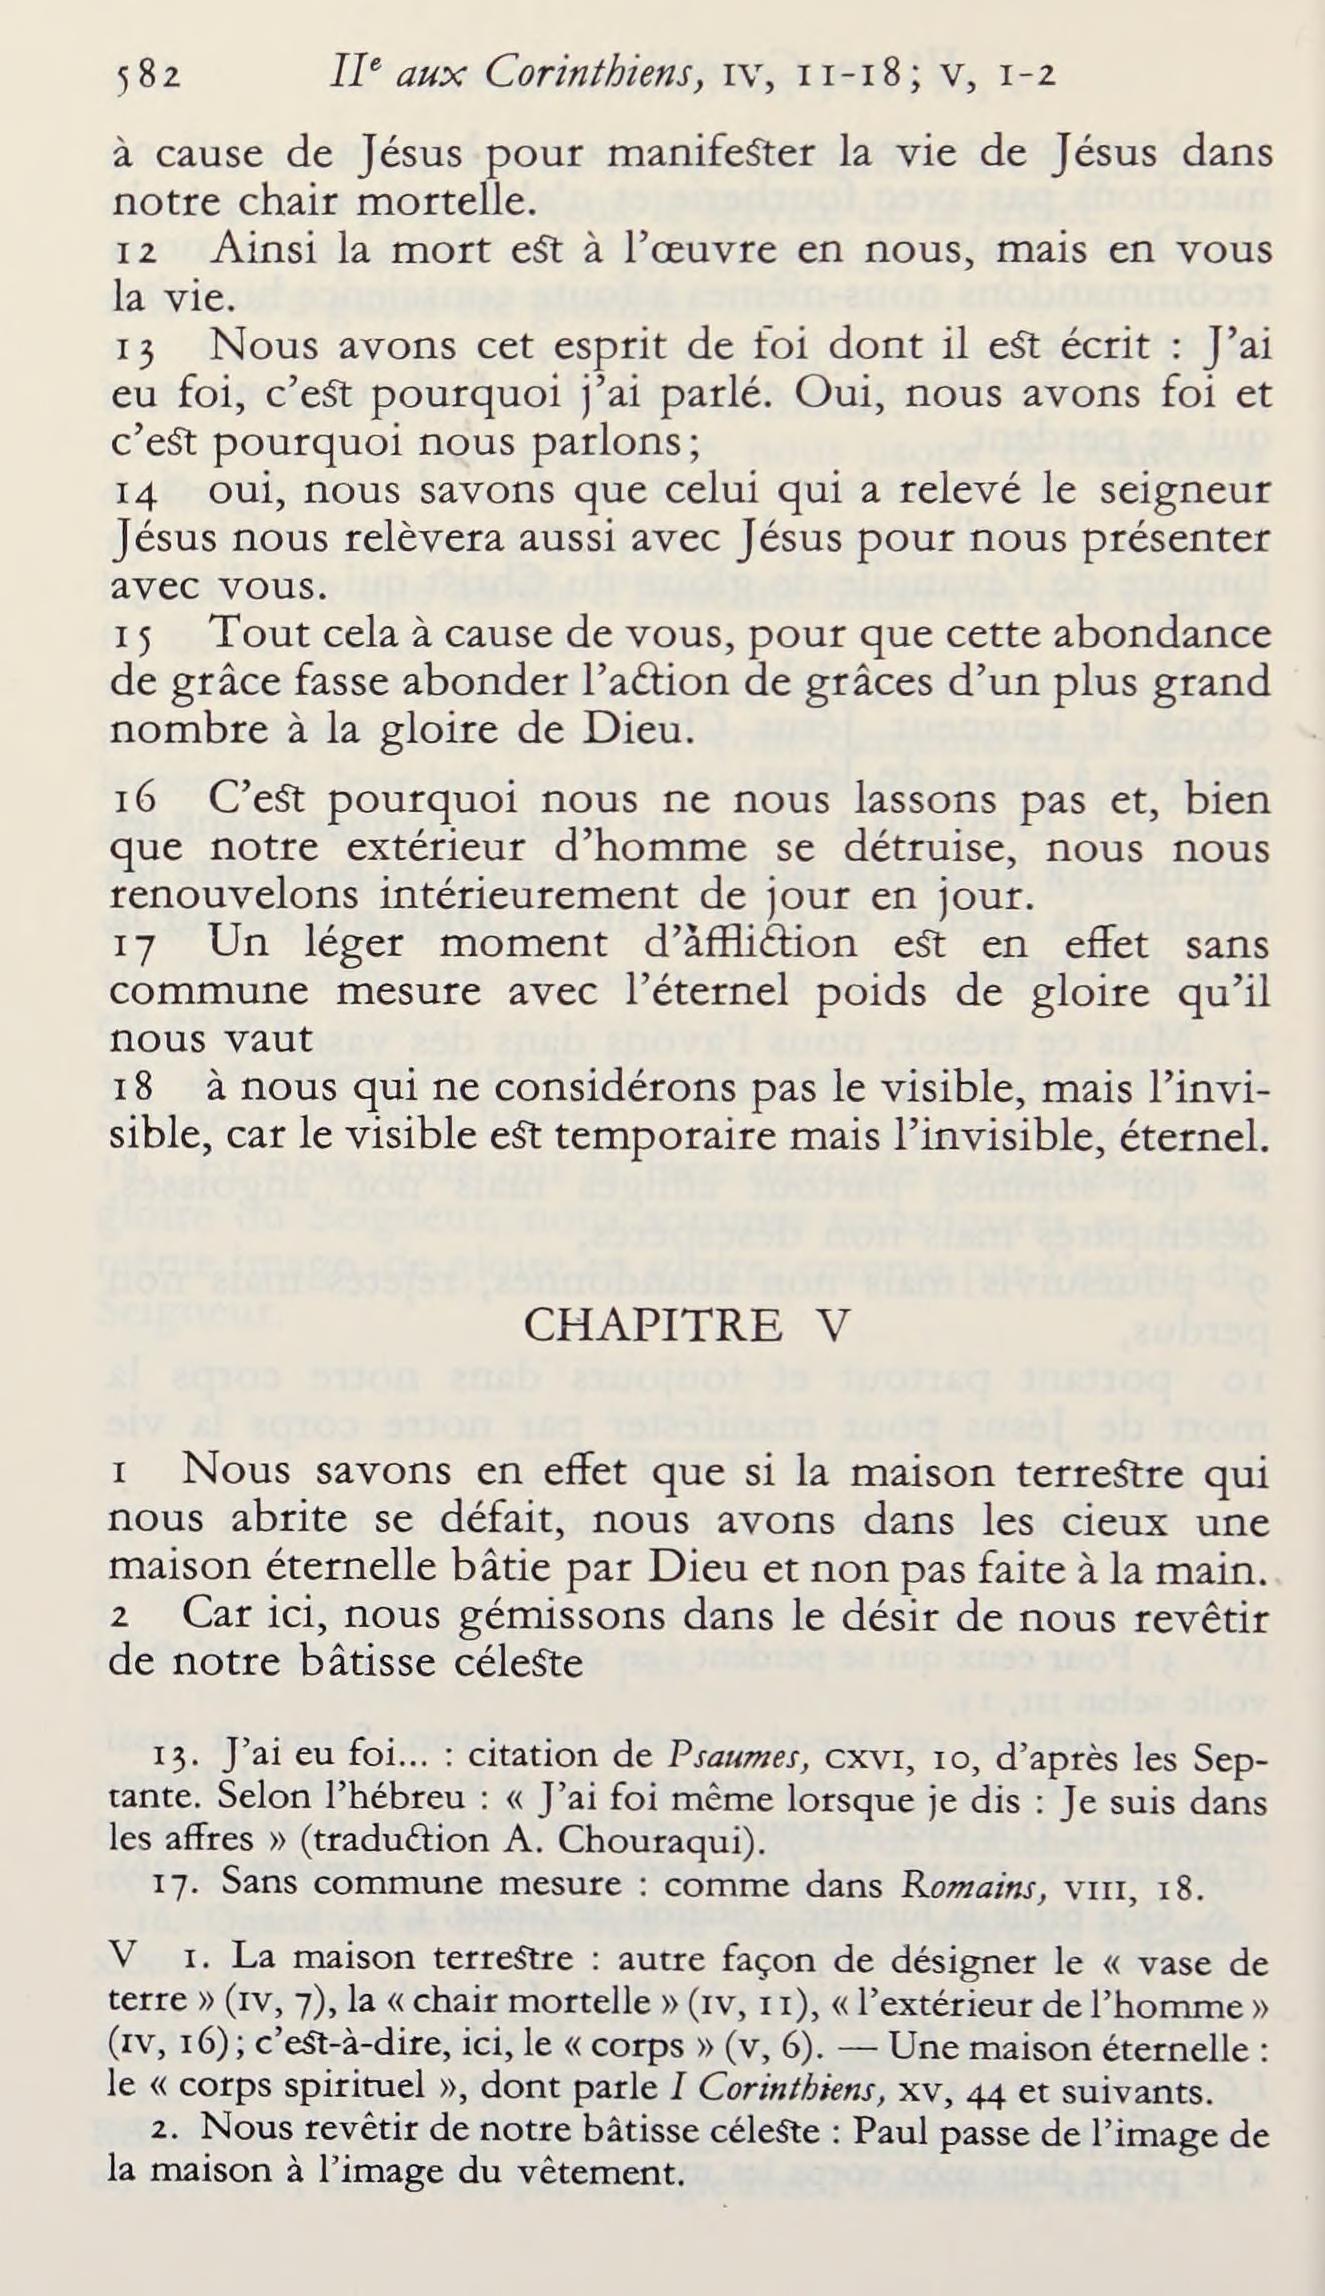 582 IIe aux Corinthiens, IV, 11-18; V, 1-2
à cause de Jésus pour manifester la vie de Jésus dans
notre chair mortelle.
12 Ainsi la mort est à l’œuvre en nous, mais en vous
la vie.
13 Nous avons cet esprit de foi dont il est écrit : J’ai
eu foi, c’est pourquoi j’ai parlé. Oui, nous avons foi et
c’est pourquoi nous parlons;
14 oui, nous savons que celui qui a relevé le seigneur
Jésus nous relèvera aussi avec Jésus pour nous présenter
avec vous.
15 Tout cela à cause de vous, pour que cette abondance
de grâce fasse abonder l’action de grâces d’un plus grand
nombre à la gloire de Dieu.
16 C’est pourquoi nous ne nous lassons pas et, bien
que notre extérieur d’homme se détruise, nous nous
renouvelons intérieurement de jour en jour.
17 Un léger moment d’àffliction est en effet sans
commune mesure avec l’éternel poids de gloire qu’il
nous vaut
18 à nous qui ne considérons pas le visible, mais l’invi-
sible, car le visible est temporaire mais l’invisible, éternel.
CHAPITRE V
1 Nous savons en effet que si la maison terrestre qui
nous abrite se défait, nous avons dans les cieux une
maison éternelle bâtie par Dieu et non pas faite à la main.
2 Car ici, nous gémissons dans le désir de nous revêtir
de notre bâtisse céleste
13. J’ai eu foi... : citation de Psaumes, CXVI, 10, d’après les Sep-
tante. Selon l’hébreu : « J’ai foi même lorsque je dis : Je suis dans
les affres » (traduction A. Chouraqui).
17. Sans commune mesure : comme dans Romains, VIII, 18.
V 1. La maison terrestre : autre façon de désigner le « vase de
terre » (IV, 7), la « chair mortelle » (IV, 11), « l’extérieur de l’homme »
(IV, 16); c’est-à-dire, ici, le « corps » (V, 6). — Une maison éternelle :
le « corps spirituel », dont parle I Corinthiens, XV, 44 et suivants.
2. Nous revêtir de notre bâtisse céleste : Paul passe de l’image de
la maison à l’image du vêtement.